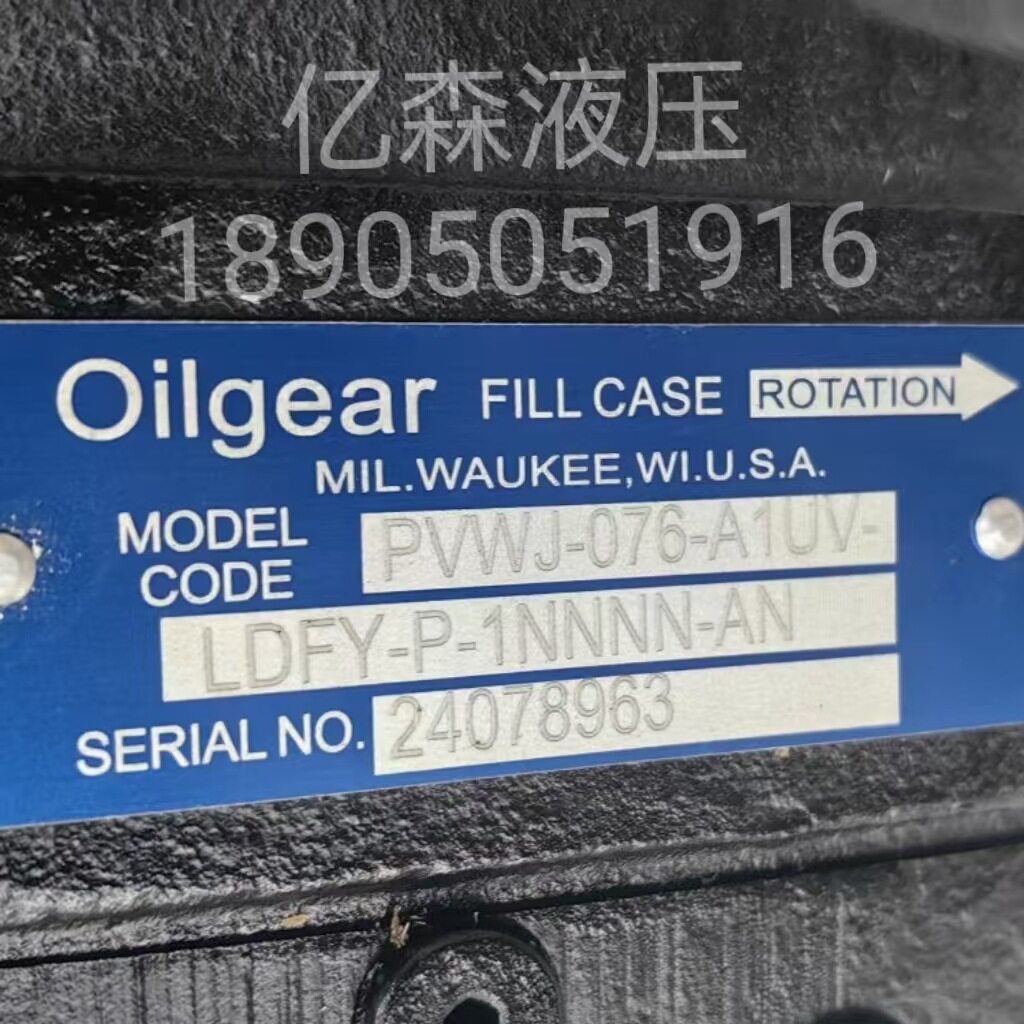 亿森液压
18905051916
Oilgear FILL CASE ROTATION
MIL.WAUKEE,WI.U.S.A.
MODEL CODE PVWJ-076-A1UV-
LDFY-P-1NNNN-AN
SERIAL NO. 24078963